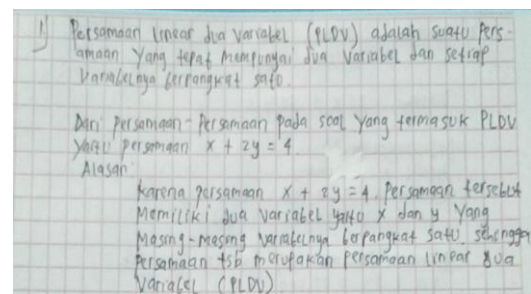 1) Persamaan linear dua variabel (PLDV) adalah suatu pers-
amaan yang tepat mempunyai dua variabel dan setiap
variabelnya berpangkat satu.
Dari persamaan-persamaan pada soal yang termasuk PLDV
yaitu persamaan x + 2y = 4
Alasan
karena persamaan x + 2y = 4, persamaan tersebut
memiliki dua variabel yaito x dan y yang
masing-masing variabelnya berpangkat satu, sehingga
persamaan tsb merupakan persamaan linear dua
variabel (PLDV)